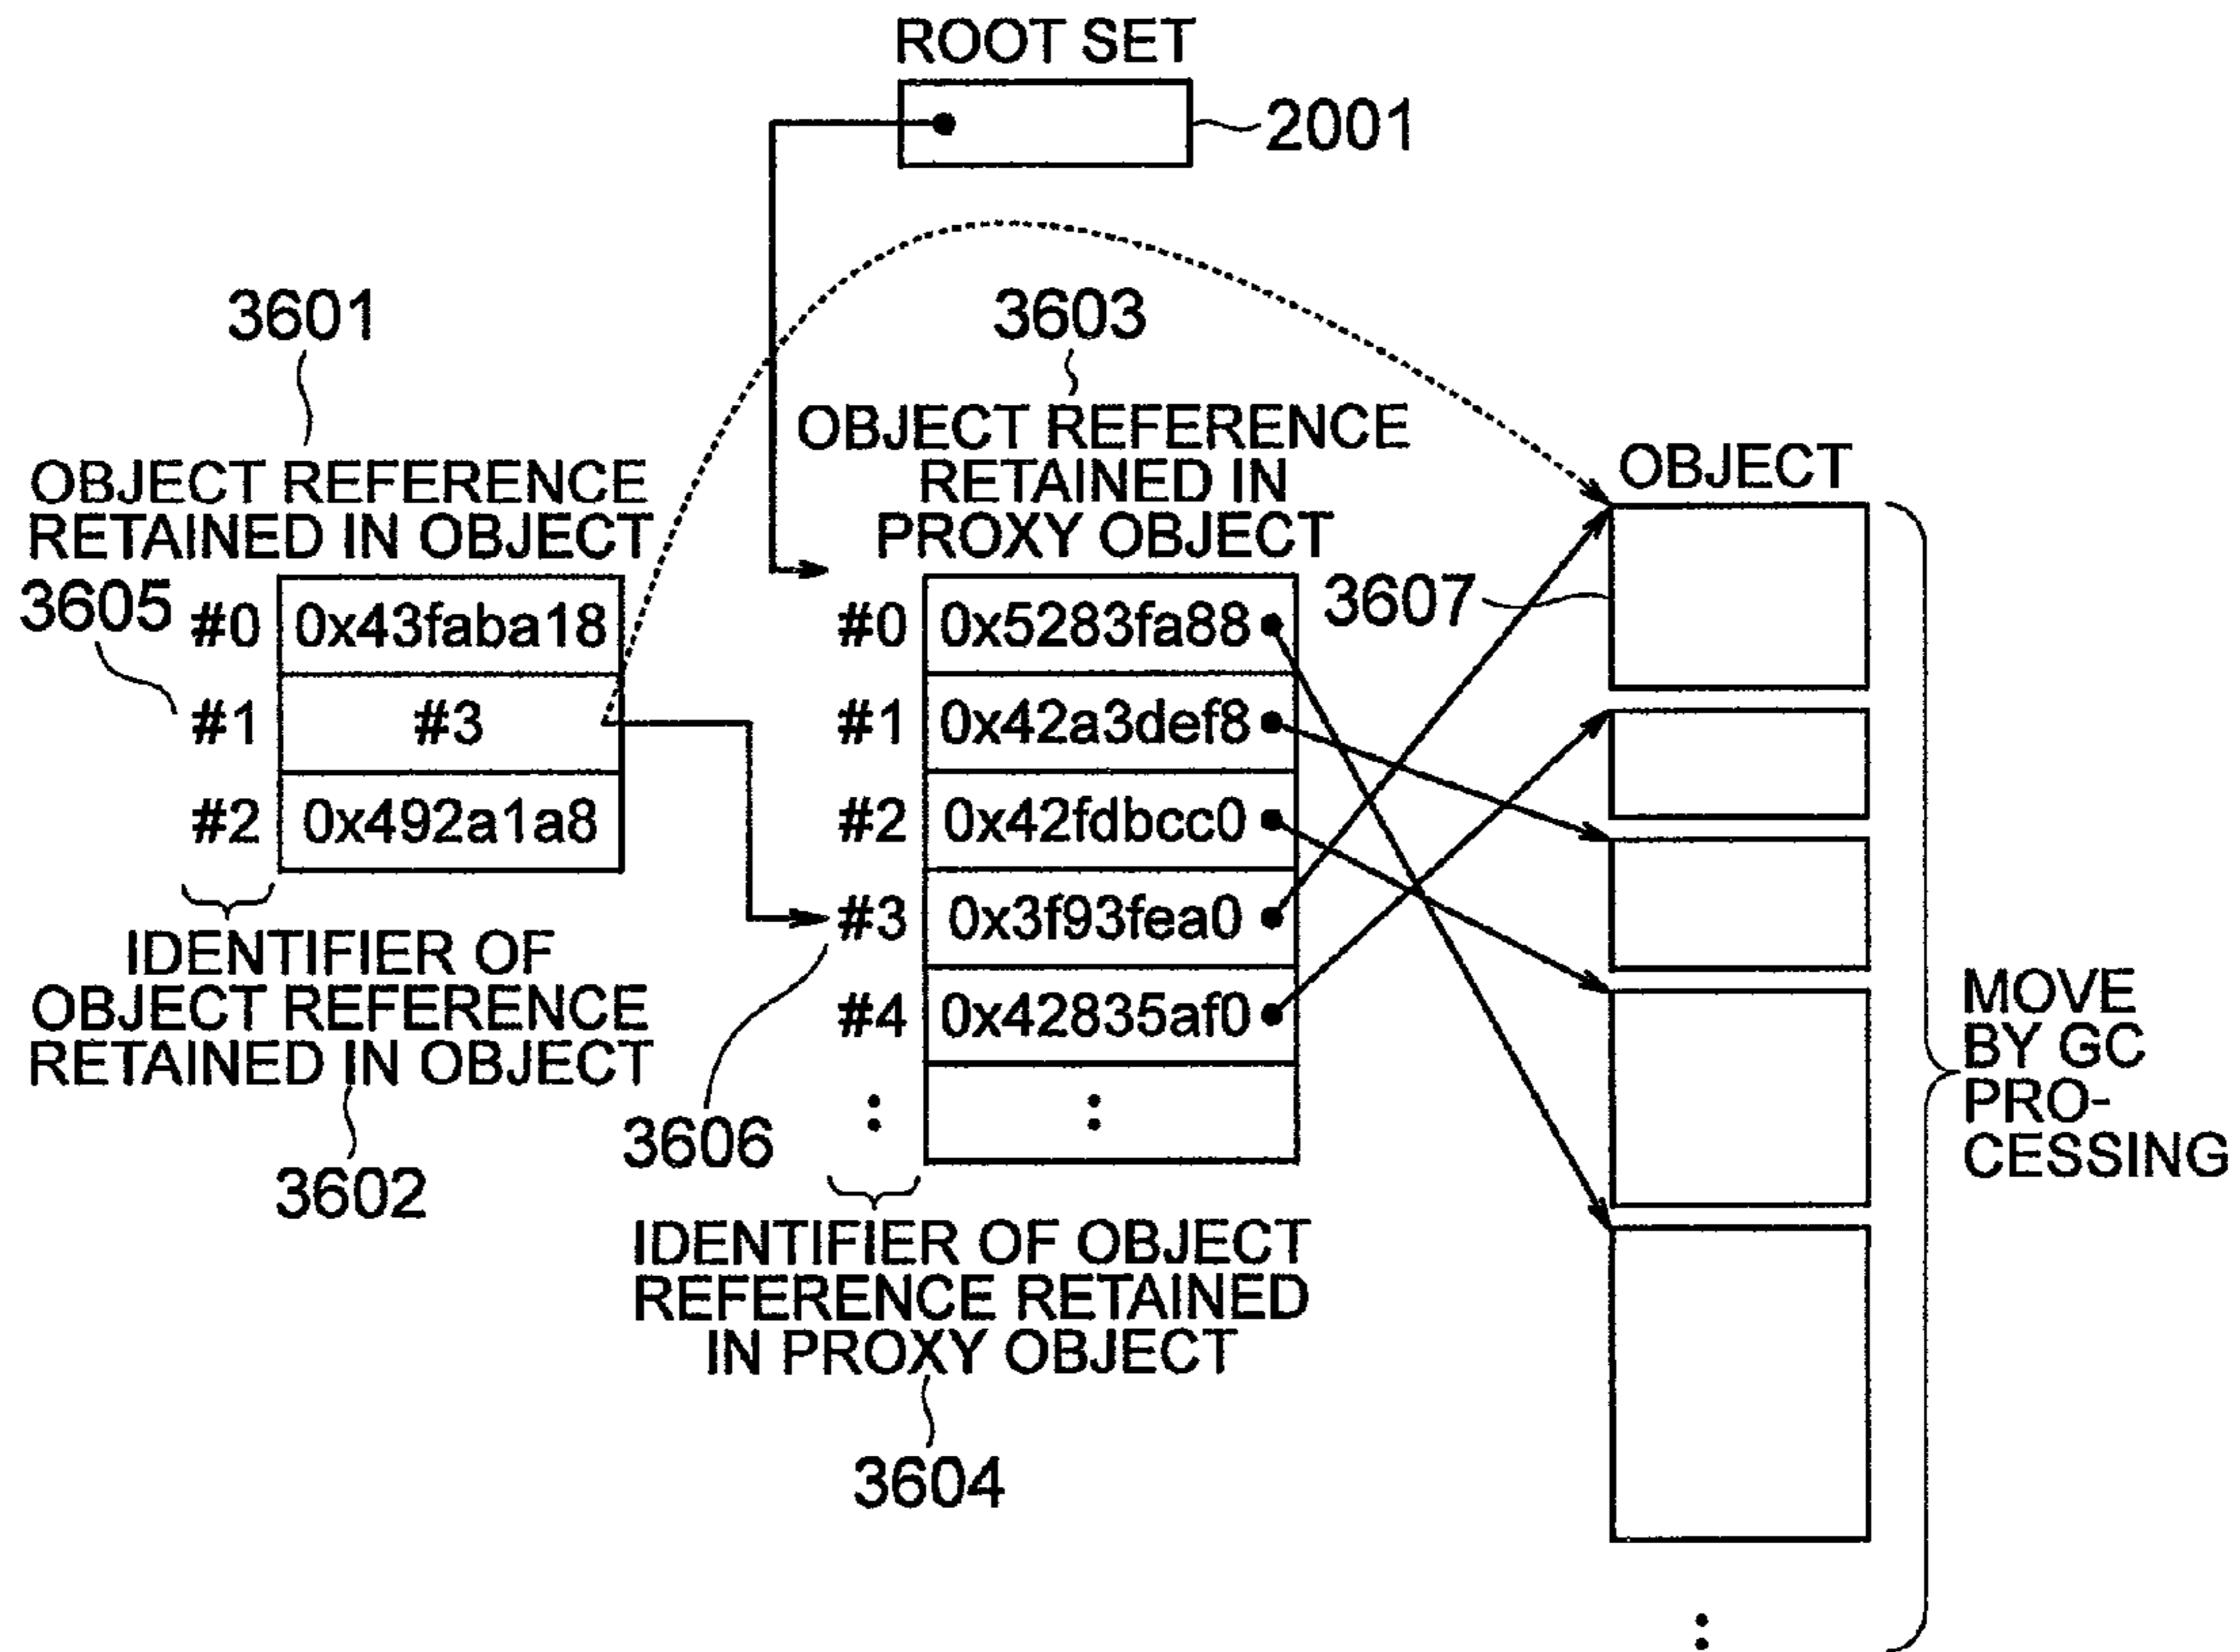 ROOT SET
2001
3601
3603
OBJECT REFERENCE
RETAINED IN OBJECT
OBJECT REFERENCE
RETAINED IN
PROXY OBJECT
OBJECT
3605
#0 0x43faba18
#1 #3
#2 0x492a1a8
#0 0x5283fa88
#1 0x42a3def8
#2 0x42fdbcc0
#3 0x3f93fea0
#4 0x42835af0
: :
3607
IDENTIFIER OF
OBJECT REFERENCE
RETAINED IN OBJECT
3602
3606
IDENTIFIER OF OBJECT
REFERENCE RETAINED
IN PROXY OBJECT
3604
MOVE
BY GC
PRO-
CESSING
: